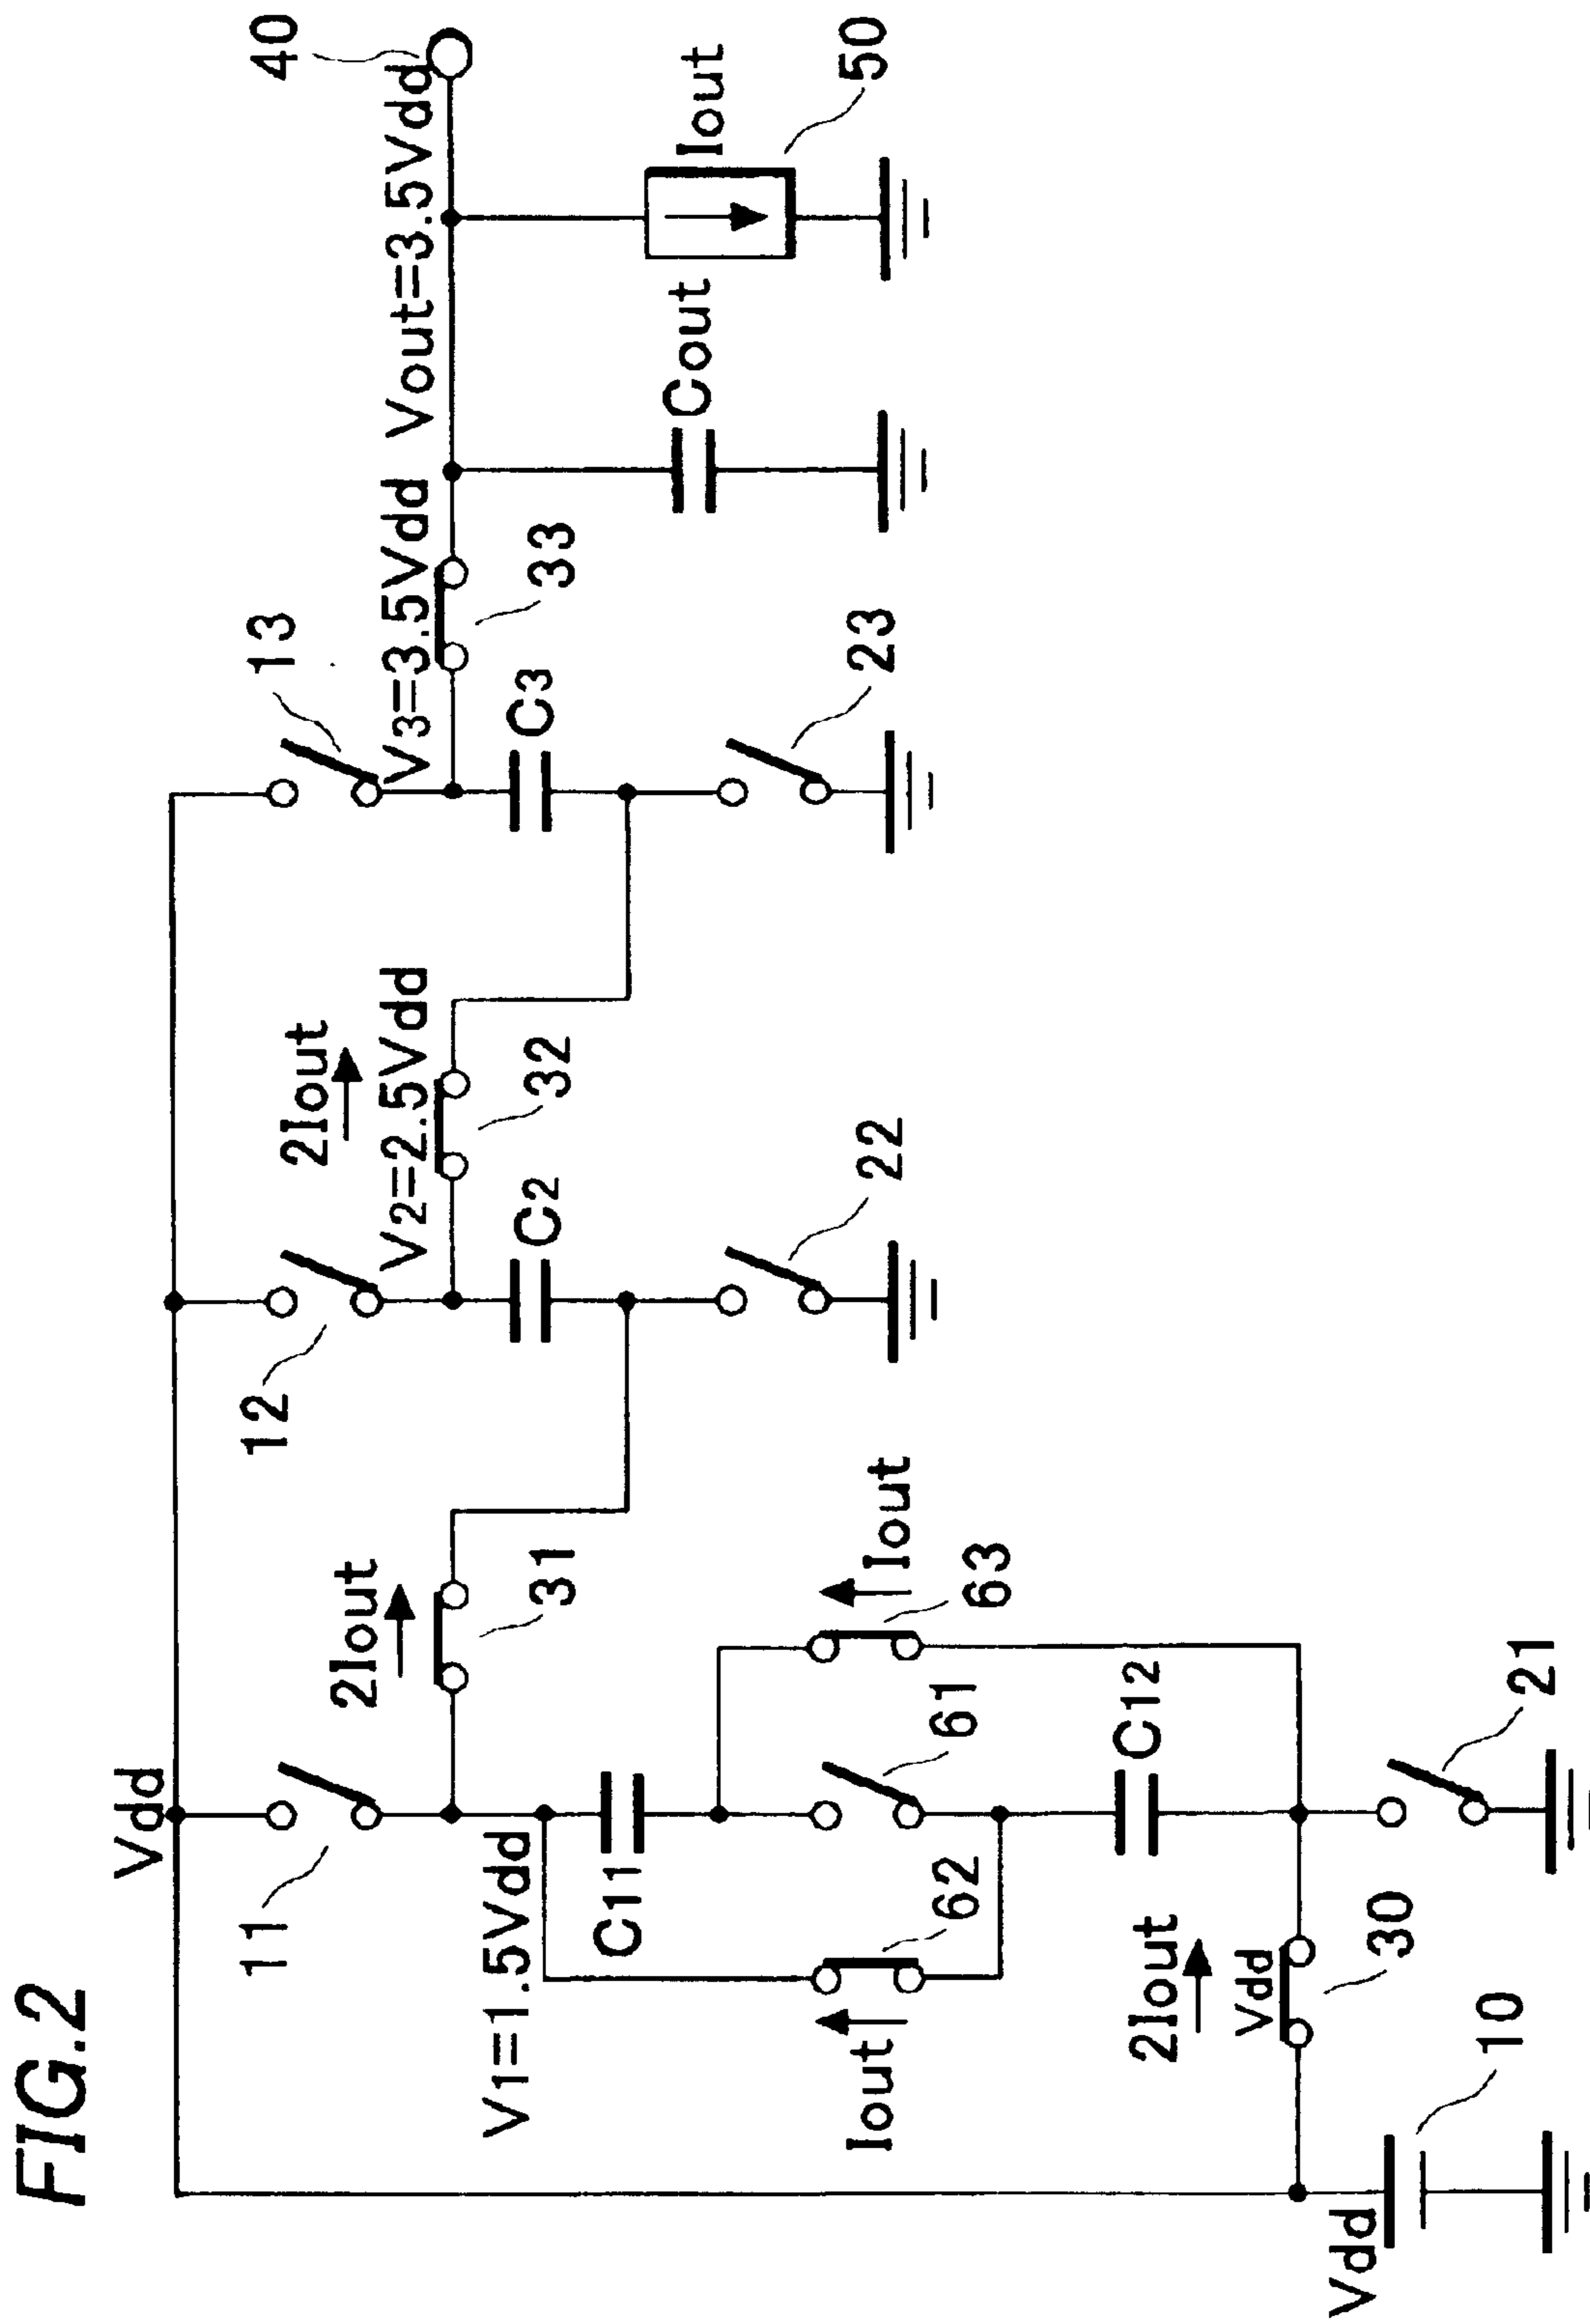 FIG.2
Vdd
11
12
13
40
2Iout
2Iout
V1=1.5Vdd
V2=2.5Vdd
V3=3.5Vdd
Vout=3.5Vdd
31
32
33
C11
C2
C3
Cout
Iout
50
62
61
63
Iout
Iout
22
23
C12
2Iout
Vdd
30
21
Vdd
10